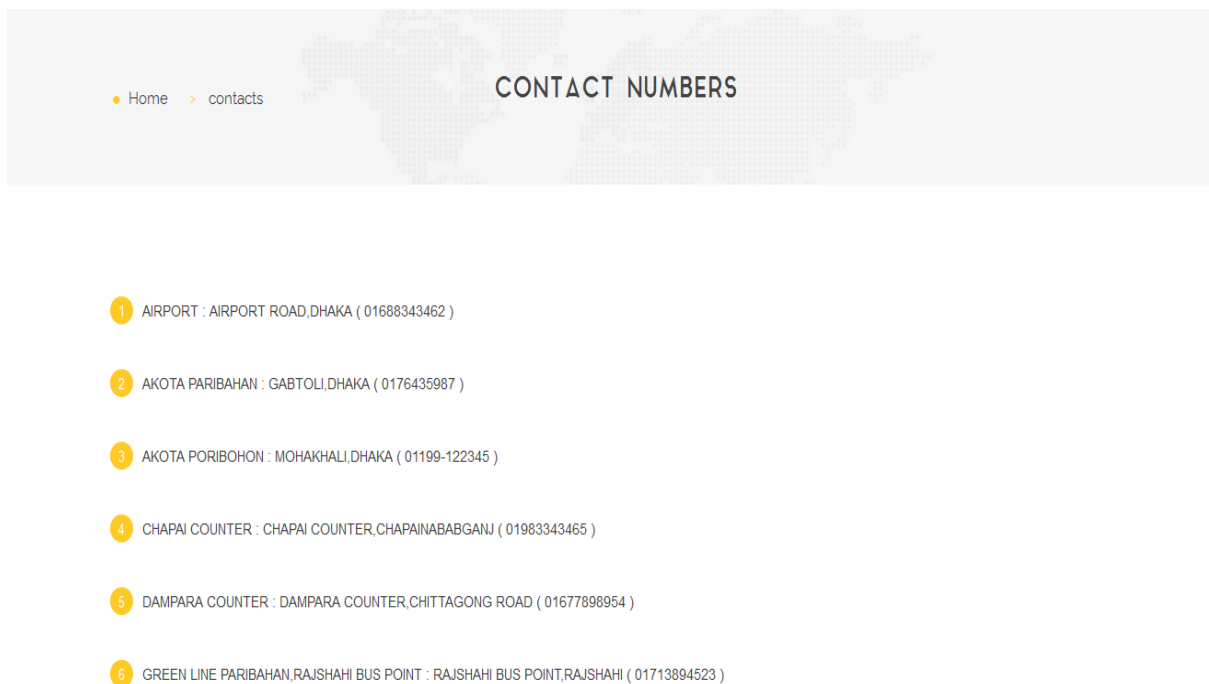 CONTACT NUMBERS
Home > contacts
1 AIRPORT : AIRPORT ROAD,DHAKA ( 01688343462 )
2 AKOTA PARIBAHAN : GABTOLI,DHAKA ( 0176435987 )
3 AKOTA PORIBOHON : MOHAKHALI,DHAKA ( 01199-122345 )
4 CHAPAI COUNTER : CHAPAI COUNTER,CHAPAINABABGANJ ( 01983343465 )
5 DAMPARA COUNTER : DAMPARA COUNTER,CHITTAGONG ROAD ( 01677898954 )
6 GREEN LINE PARIBAHAN,RAJSHAHI BUS POINT : RAJSHAHI BUS POINT,RAJSHAHI ( 01713894523 )